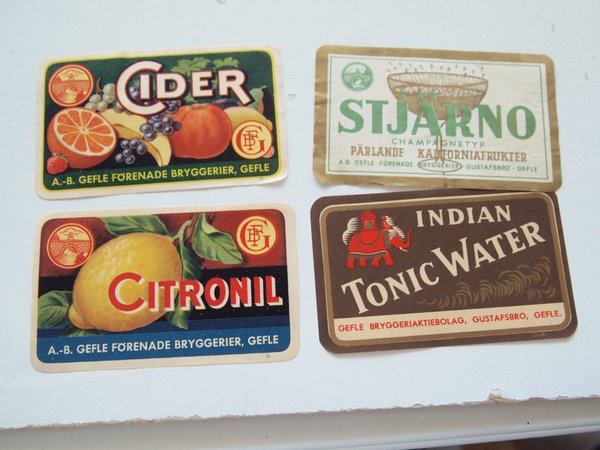 CIDER
A.-B. GEFLE FÖRENADE BRYGGERIER, GEFLE
STJÄRNO
CHAMPAGNETYP
PÄRLANDE KALIFORNIAFRUKTER
A.B. GEFLE FÖRENADE BRYGGERIER · GUSTAFSBRO · GEFLE
CITRONIL
A.-B. GEFLE FÖRENADE BRYGGERIER, GEFLE
INDIAN
TONIC WATER
GEFLE BRYGGERIAKTIEBOLAG, GUSTAFSBRO, GEFLE.